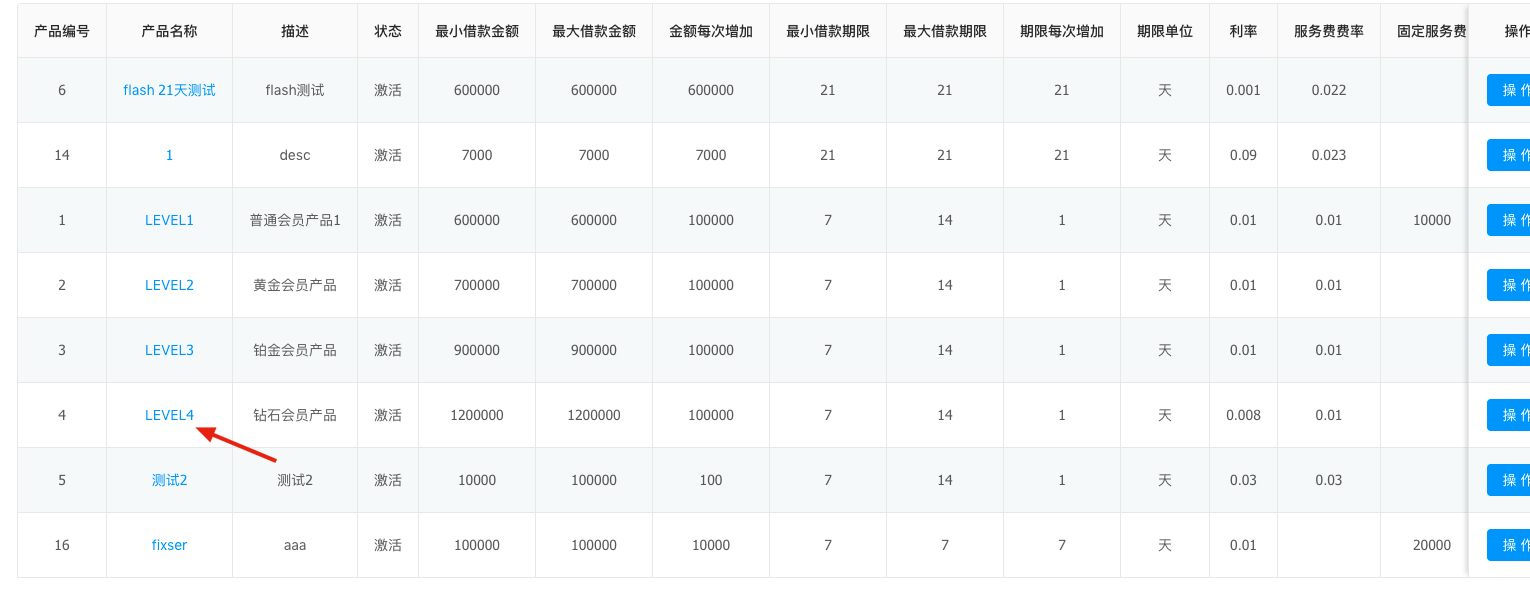 产品编号 产品名称 描述 状态 最小借款金额 最大借款金额 金额每次增加 最小借款期限 最大借款期限 期限每次增加 期限单位 利率 服务费费率 固定服务费 操作
6 flash 21天测试 flash测试 激活 600000 600000 600000 21 21 21 天 0.001 0.022 操 作
14 1 desc 激活 7000 7000 7000 21 21 21 天 0.09 0.023 操 作
1 LEVEL1 普通会员产品1 激活 600000 600000 100000 7 14 1 天 0.01 0.01 10000 操 作
2 LEVEL2 黄金会员产品 激活 700000 700000 100000 7 14 1 天 0.01 0.01 操 作
3 LEVEL3 铂金会员产品 激活 900000 900000 100000 7 14 1 天 0.01 0.01 操 作
4 LEVEL4 钻石会员产品 激活 1200000 1200000 100000 7 14 1 天 0.008 0.01 操 作
5 测试2 测试2 激活 10000 100000 100 7 14 1 天 0.03 0.03 操 作
16 fixser aaa 激活 100000 100000 10000 7 7 7 天 0.01 20000 操 作